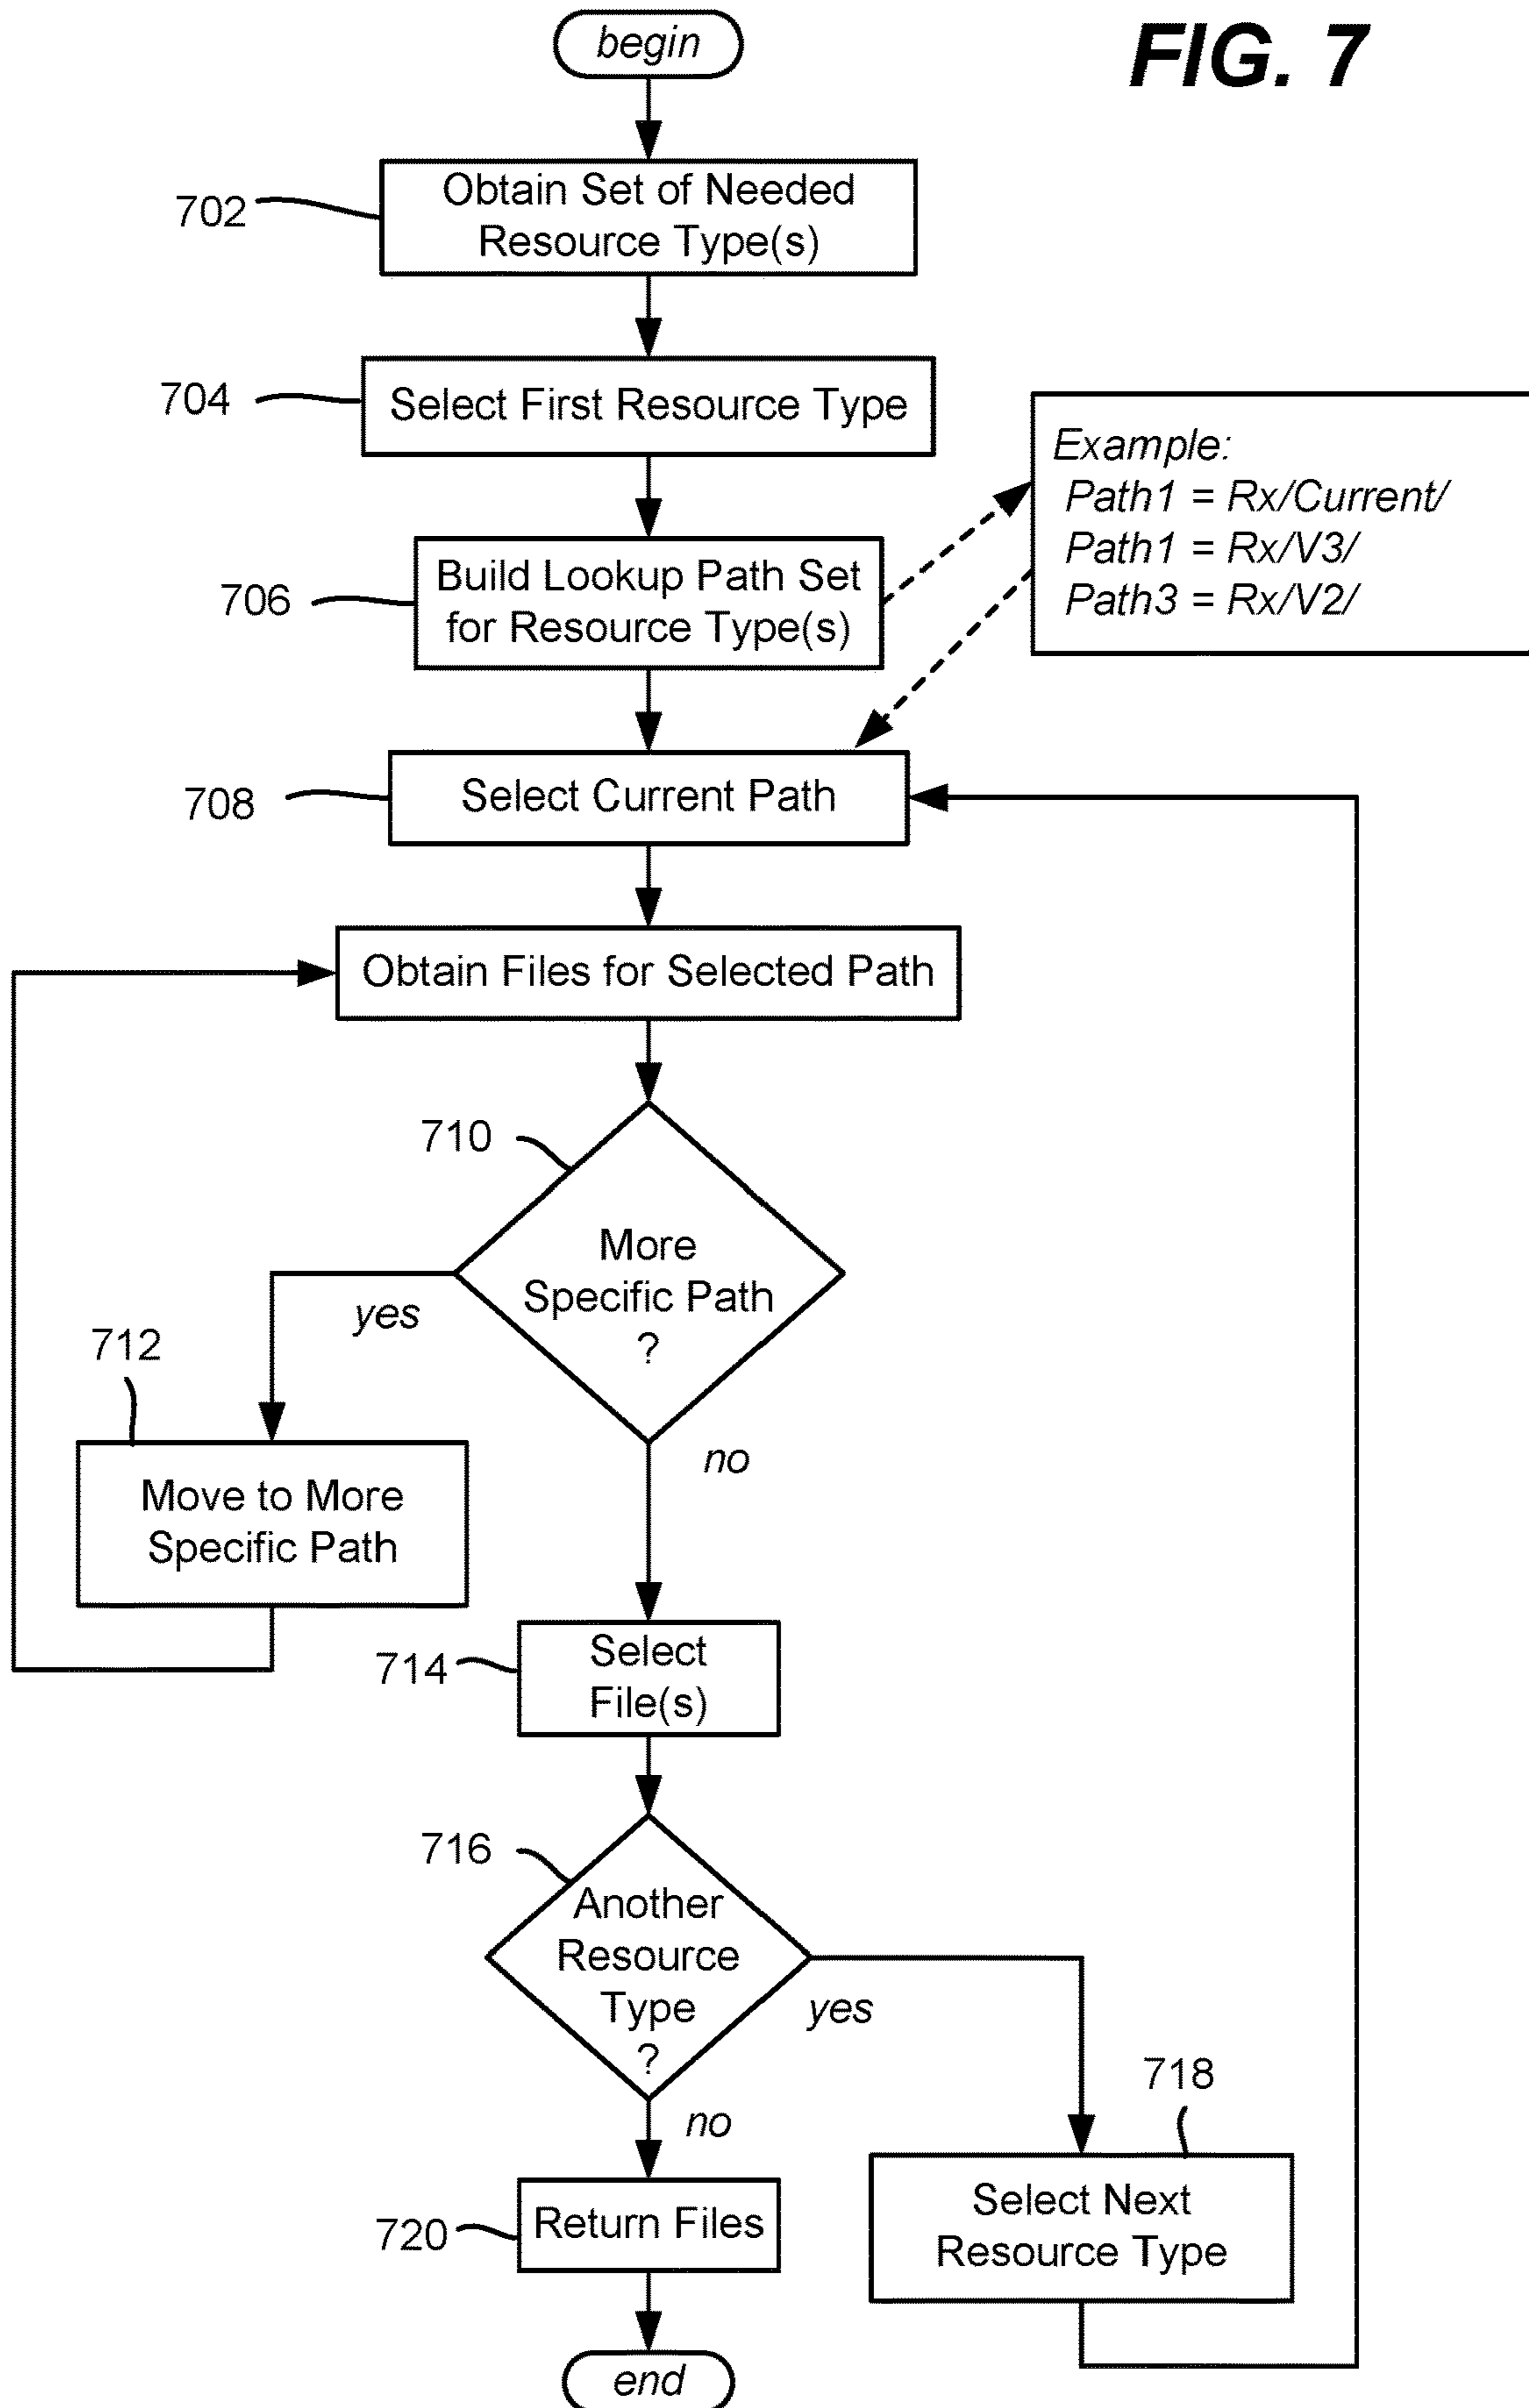 FIG. 7
begin
702
Obtain Set of Needed
Resource Type(s)
704
Select First Resource Type
Example:
Path1 = Rx/Current/
Path1 = Rx/V3/
Path3 = Rx/V2/
706
Build Lookup Path Set
for Resource Type(s)
708
Select Current Path
Obtain Files for Selected Path
710
More
Specific Path
?
yes
no
712
Move to More
Specific Path
714
Select
File(s)
716
Another
Resource
Type
?
yes
no
718
Select Next
Resource Type
720
Return Files
end